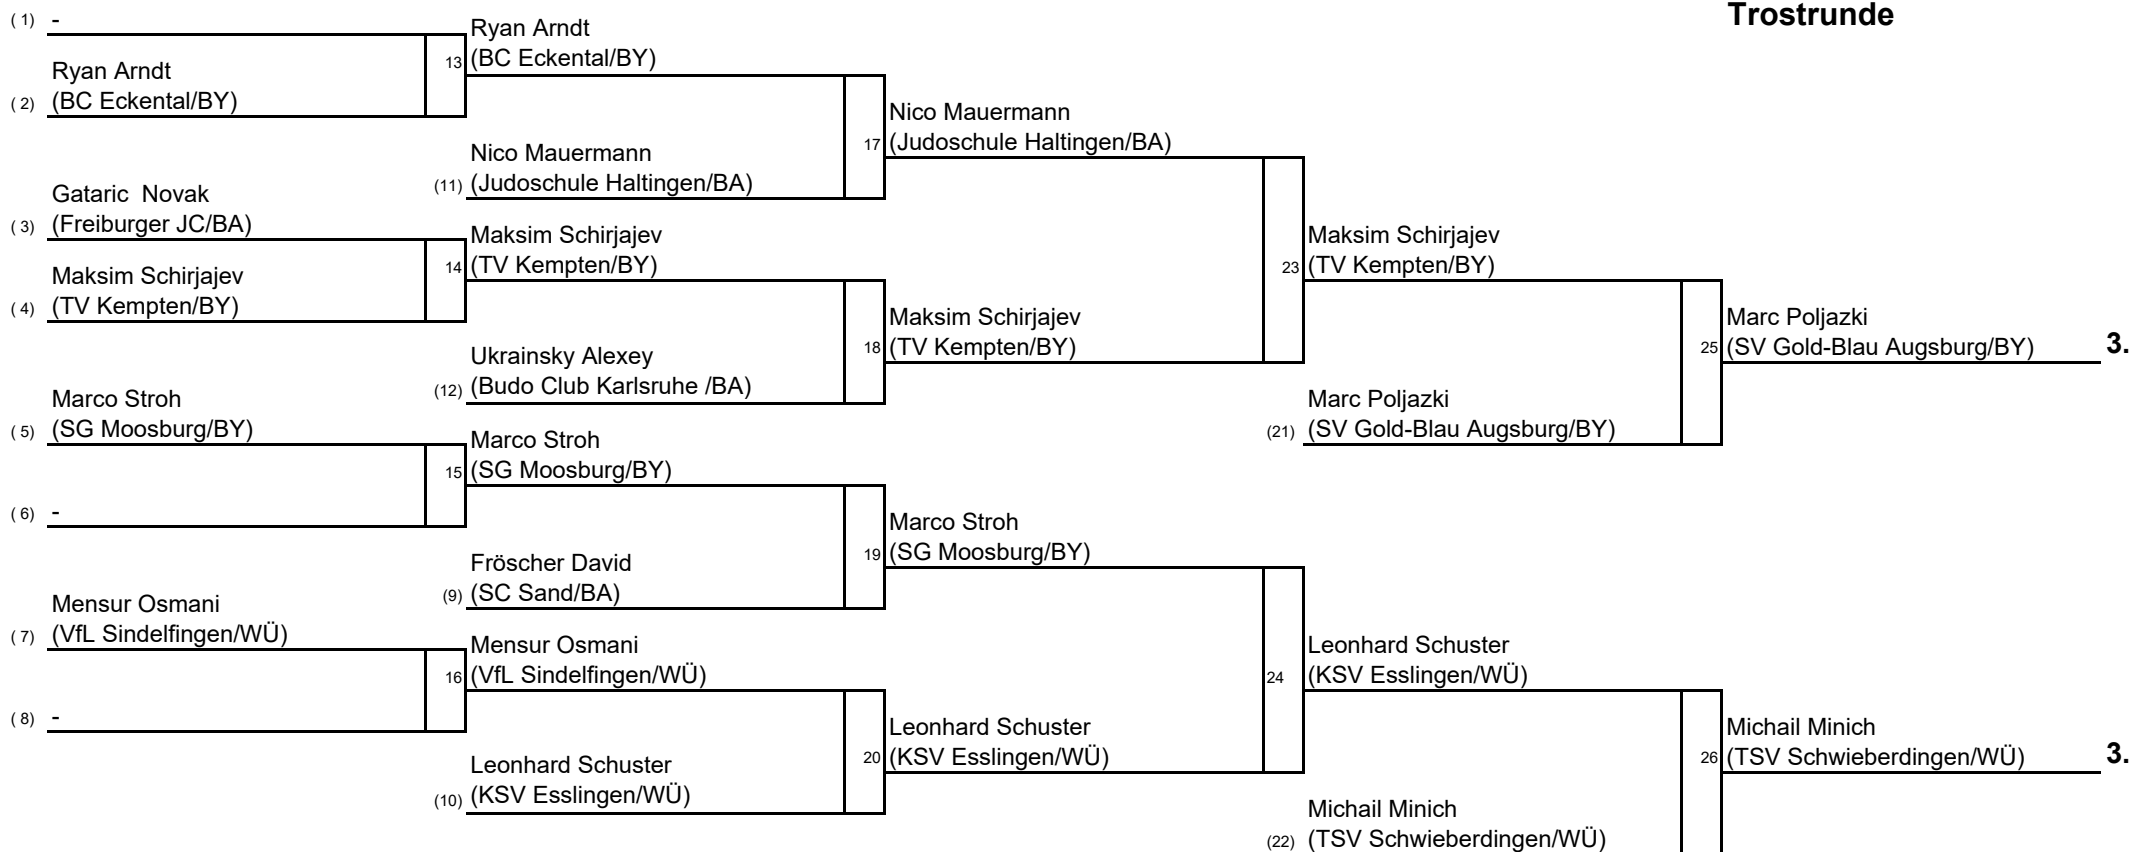 Trostrunde
( 1) -
Ryan Arndt
( 2) (BC Eckental/BY)
Gataric  Novak
( 3) (Freiburger JC/BA)
Maksim Schirjajev
( 4) (TV Kempten/BY)
Marco Stroh
( 5) (SG Moosburg/BY)
( 6) -
Mensur Osmani
( 7) (VfL Sindelfingen/WÜ)
( 8) -
Ryan Arndt
13 (BC Eckental/BY)
Nico Mauermann
(11) (Judoschule Haltingen/BA)
Maksim Schirjajev
14 (TV Kempten/BY)
Ukrainsky Alexey
(12) (Budo Club Karlsruhe /BA)
Marco Stroh
15 (SG Moosburg/BY)
Fröscher David
(9) (SC Sand/BA)
Mensur Osmani
16 (VfL Sindelfingen/WÜ)
Leonhard Schuster
(10) (KSV Esslingen/WÜ)
Nico Mauermann
17 (Judoschule Haltingen/BA)
Maksim Schirjajev
18 (TV Kempten/BY)
Marco Stroh
19 (SG Moosburg/BY)
Leonhard Schuster
20 (KSV Esslingen/WÜ)
Maksim Schirjajev
23 (TV Kempten/BY)
Marc Poljazki
(21) (SV Gold-Blau Augsburg/BY)
Leonhard Schuster
24 (KSV Esslingen/WÜ)
Michail Minich
(22) (TSV Schwieberdingen/WÜ)
Marc Poljazki
25 (SV Gold-Blau Augsburg/BY) 3.
Michail Minich
26 (TSV Schwieberdingen/WÜ) 3.